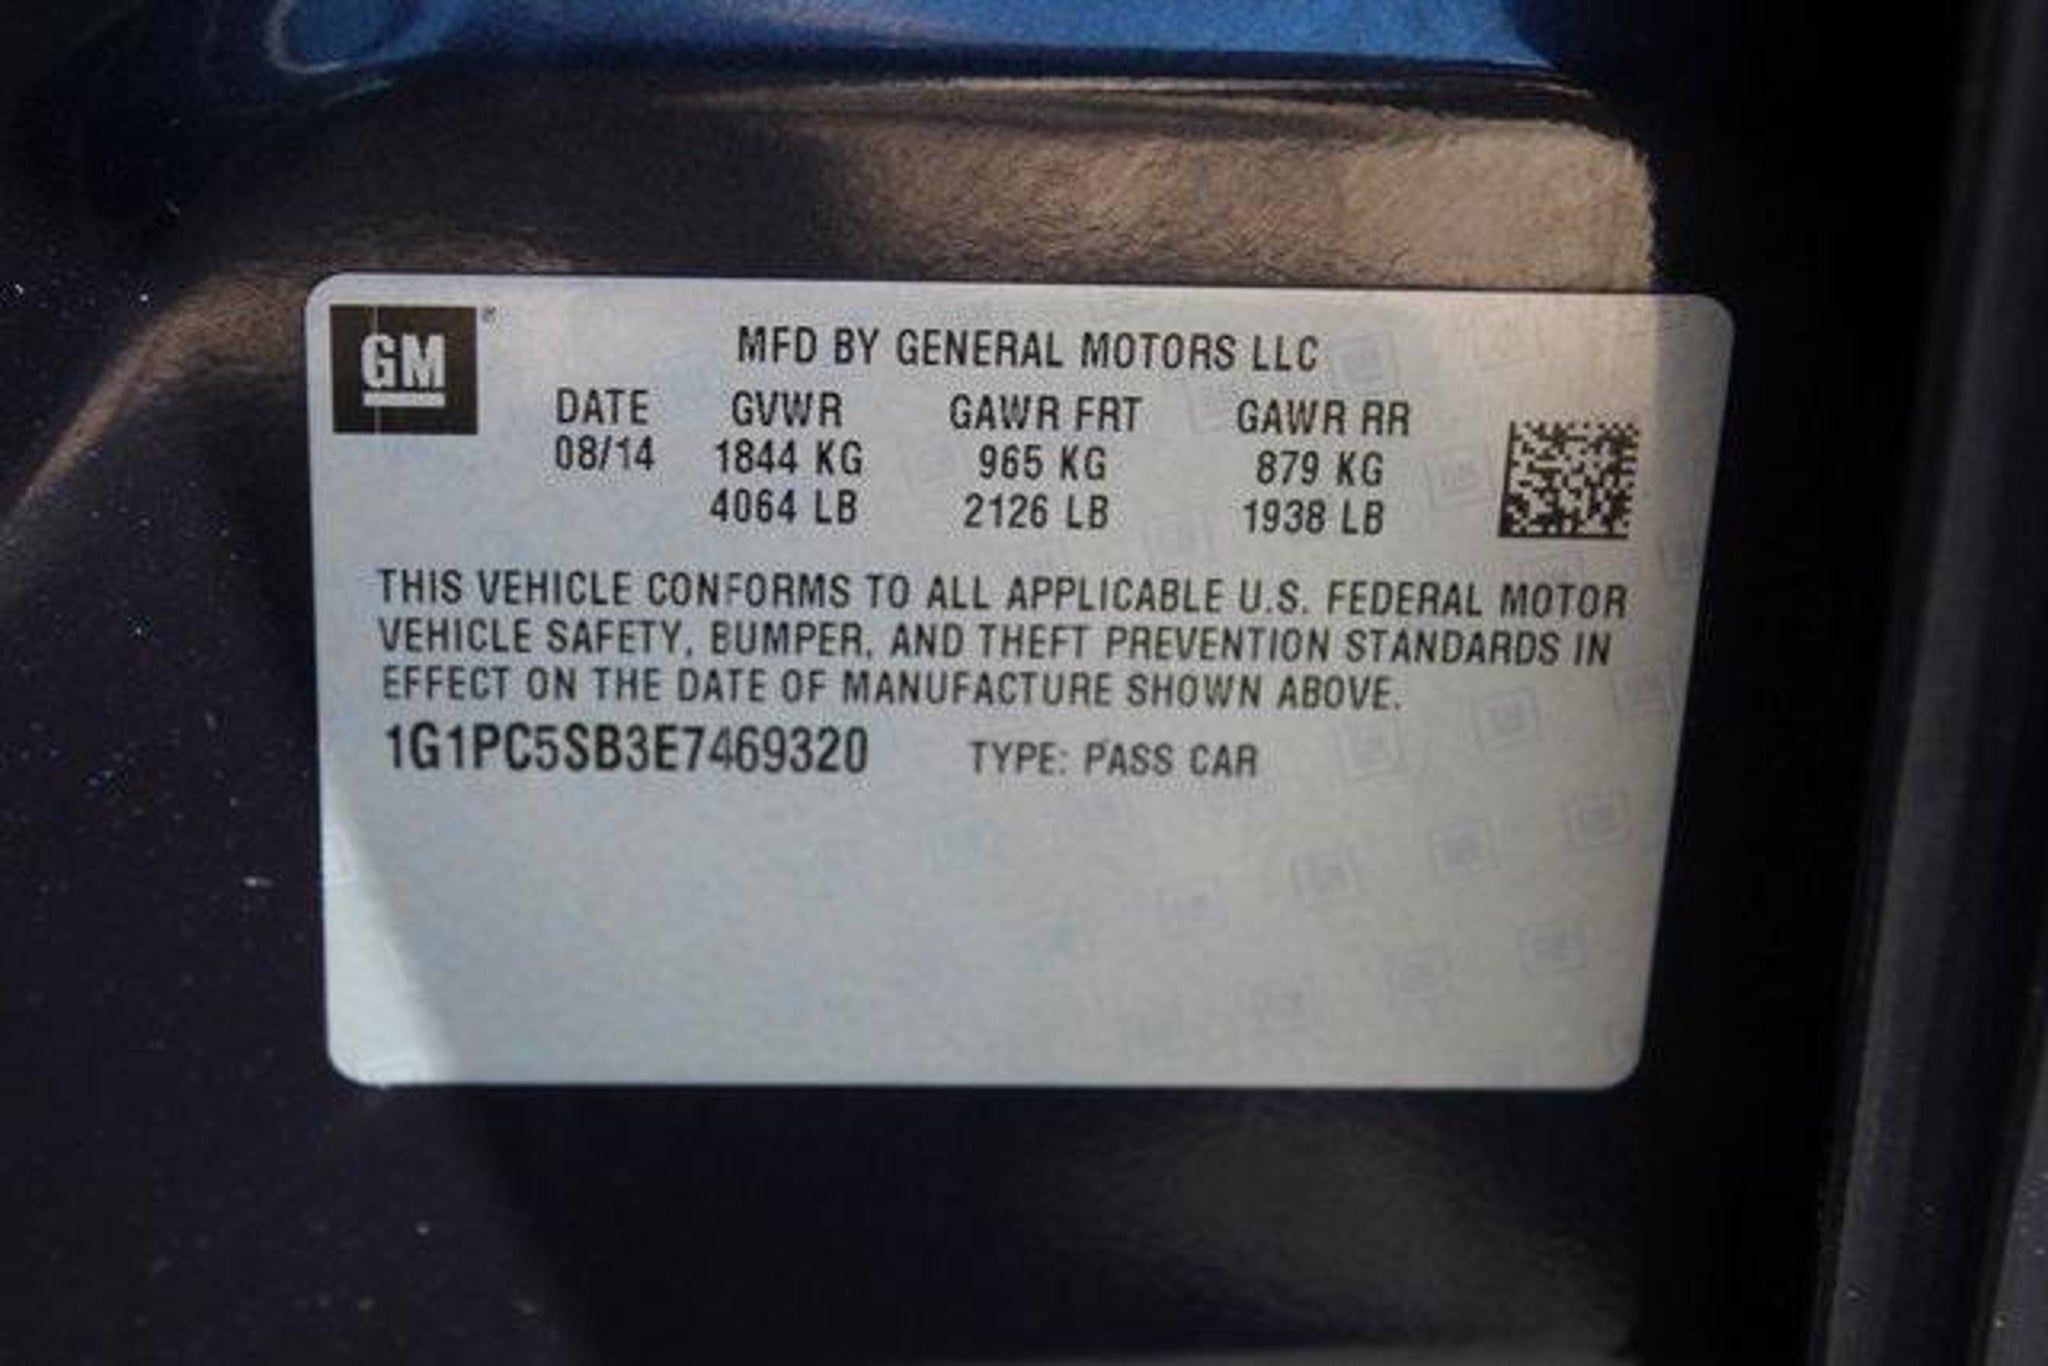 GM®
MFD BY GENERAL MOTORS LLC
DATE GVWR GAWR FRT GAWR RR
08/14 1844 KG 965 KG 879 KG
4064 LB 2126 LB 1938 LB
THIS VEHICLE CONFORMS TO ALL APPLICABLE U.S. FEDERAL MOTOR
VEHICLE SAFETY, BUMPER, AND THEFT PREVENTION STANDARDS IN
EFFECT ON THE DATE OF MANUFACTURE SHOWN ABOVE.
1G1PC5SB3E7469320 TYPE: PASS CAR